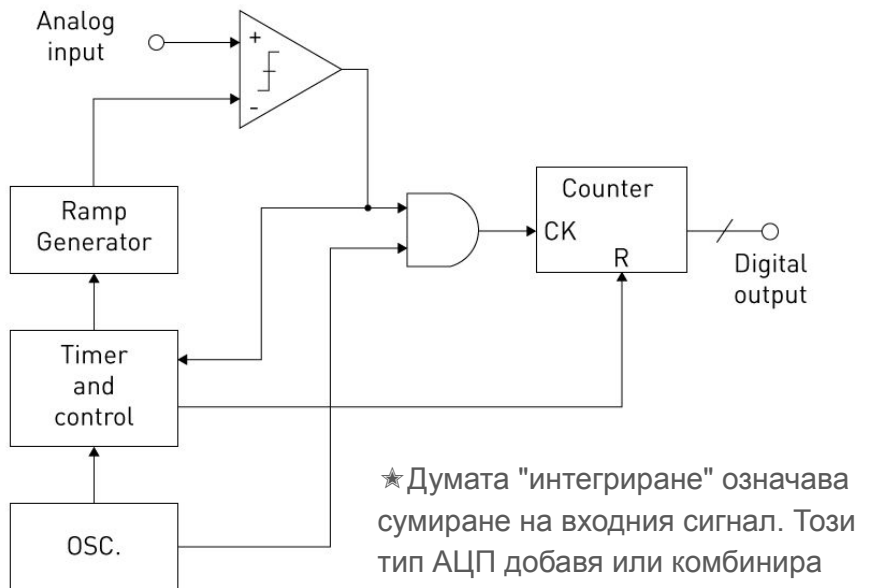 Analog
input
+
-
Ramp
Generator
Timer
and
control
OSC.
Counter
CK
R
Digital
output
✭Думата "интегриране" означава
сумиране на входния сигнал. Този
тип АЦП добавя или комбинира